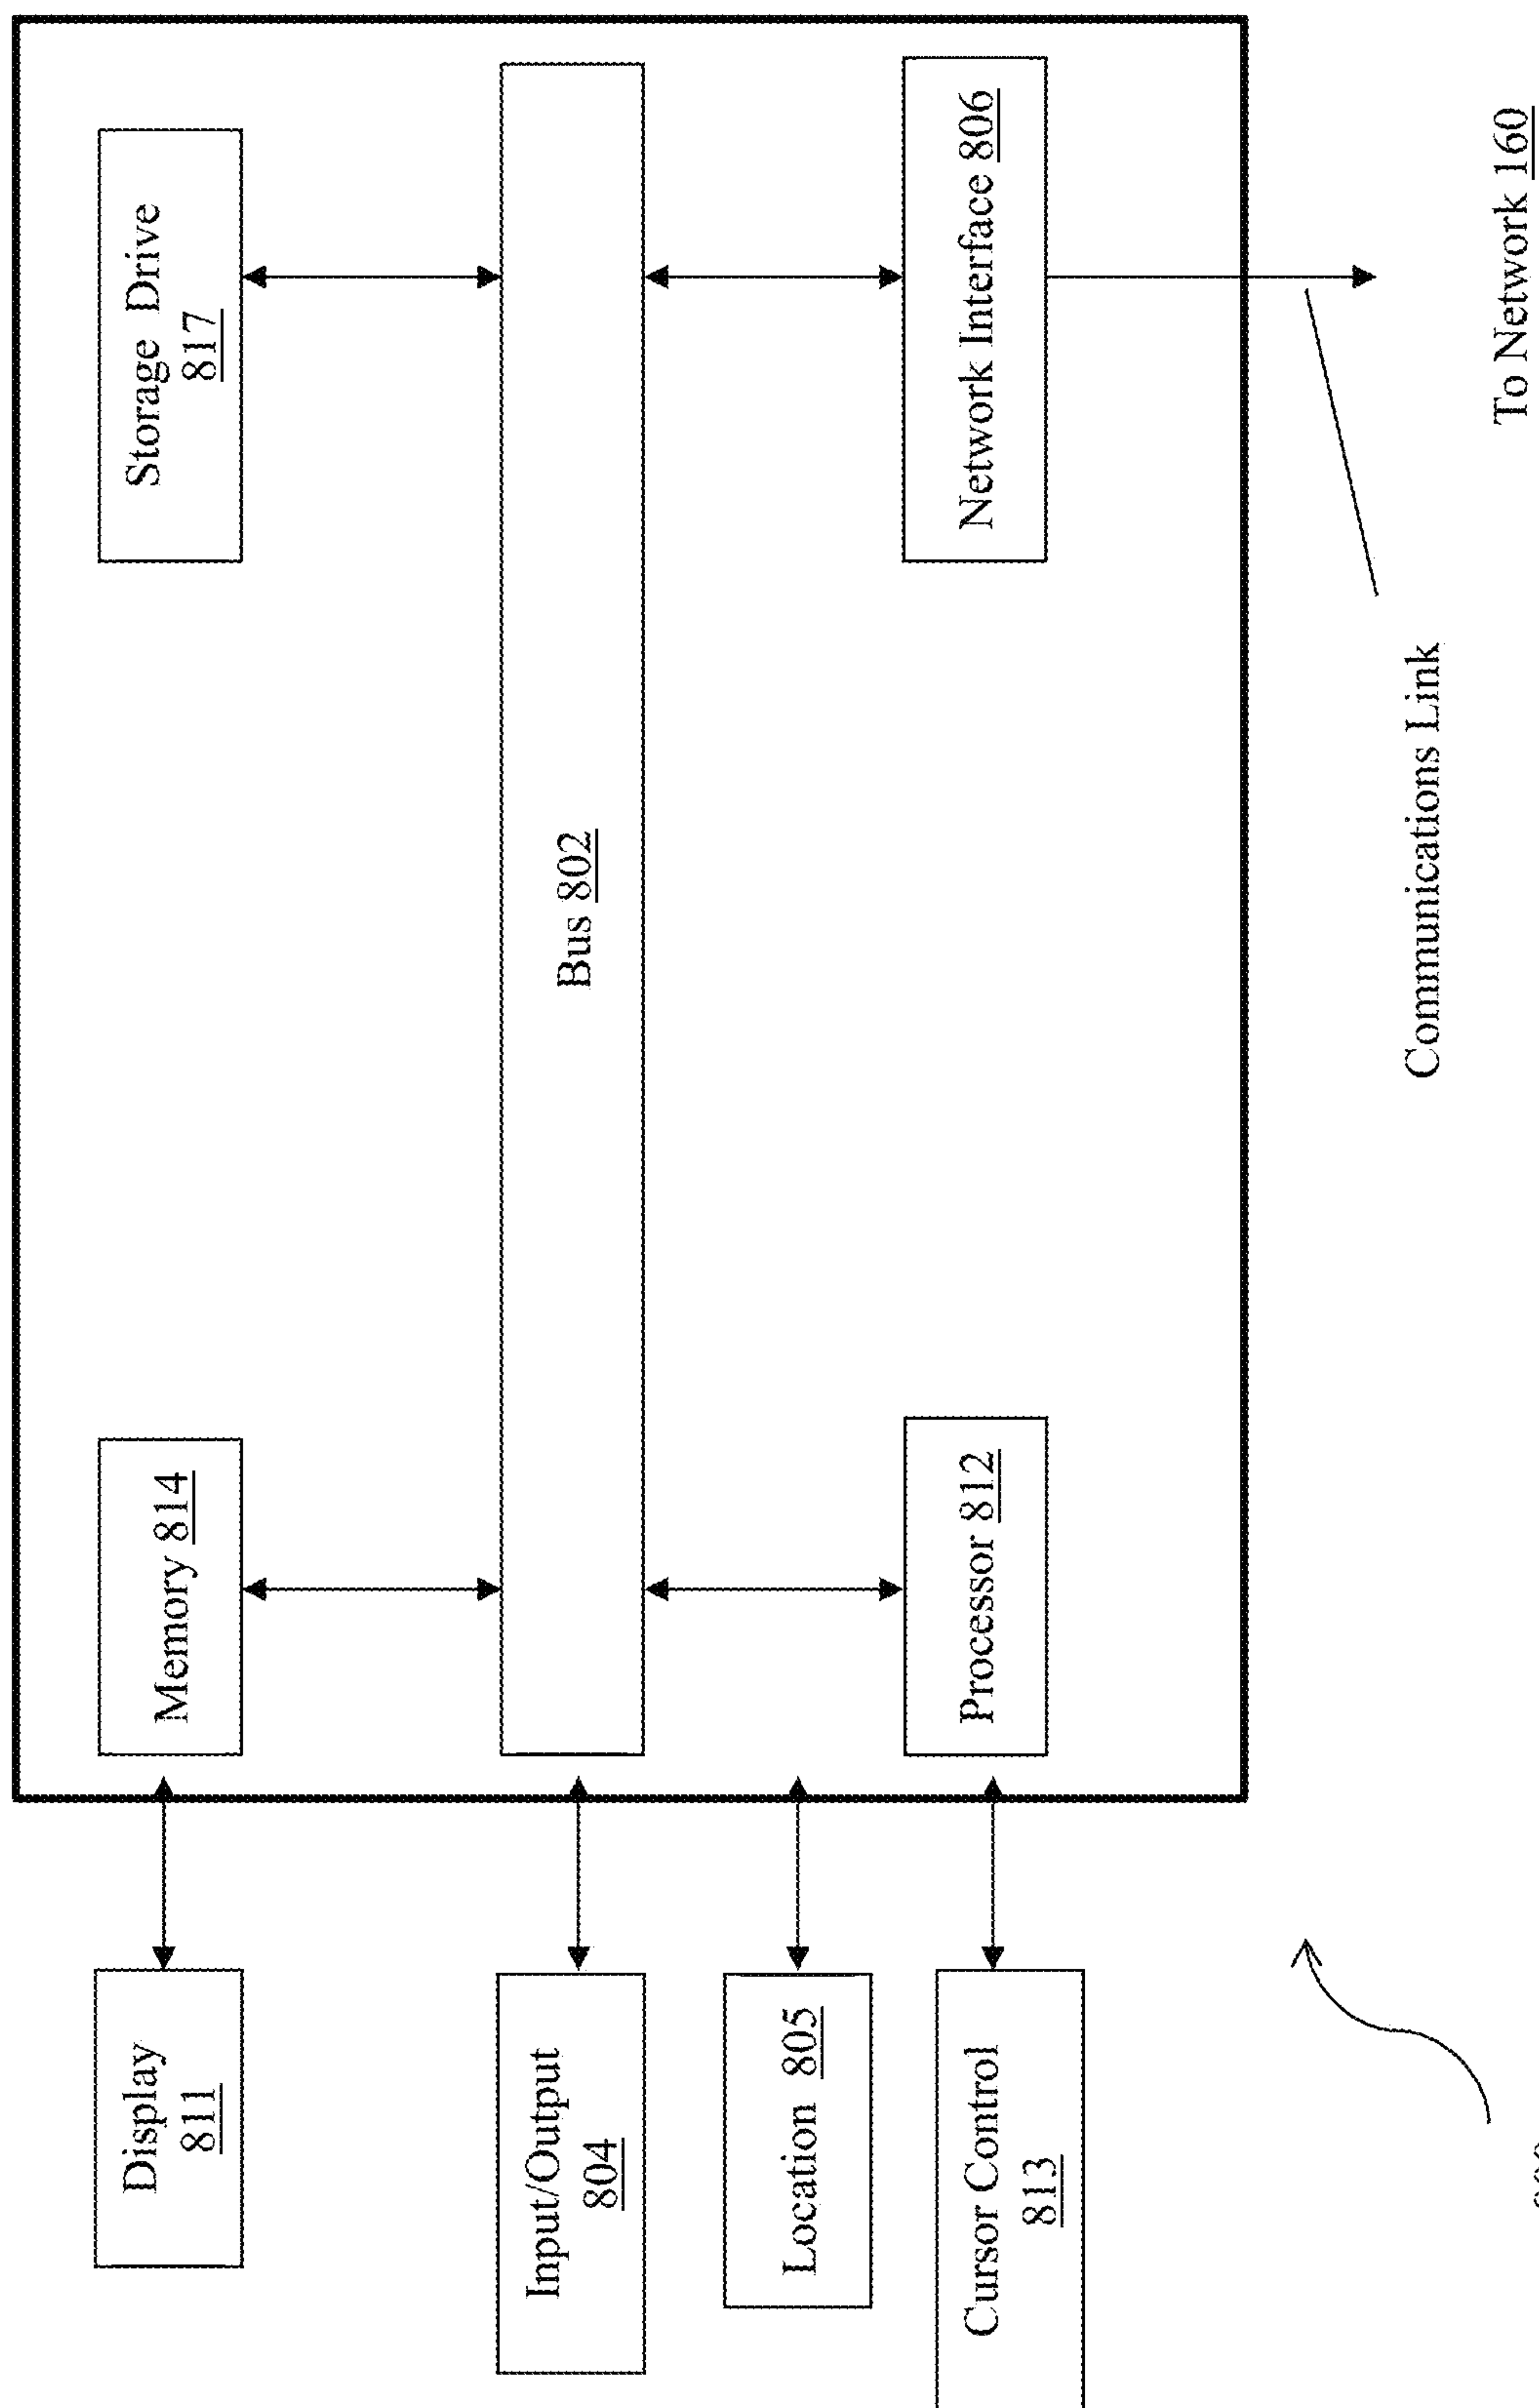 Display
811
Memory 814
Storage Drive
817
Input/Output
804
Bus 802
Location 805
Cursor Control
813
Processor 812
Network Interface 806
Communications Link
To Network 160